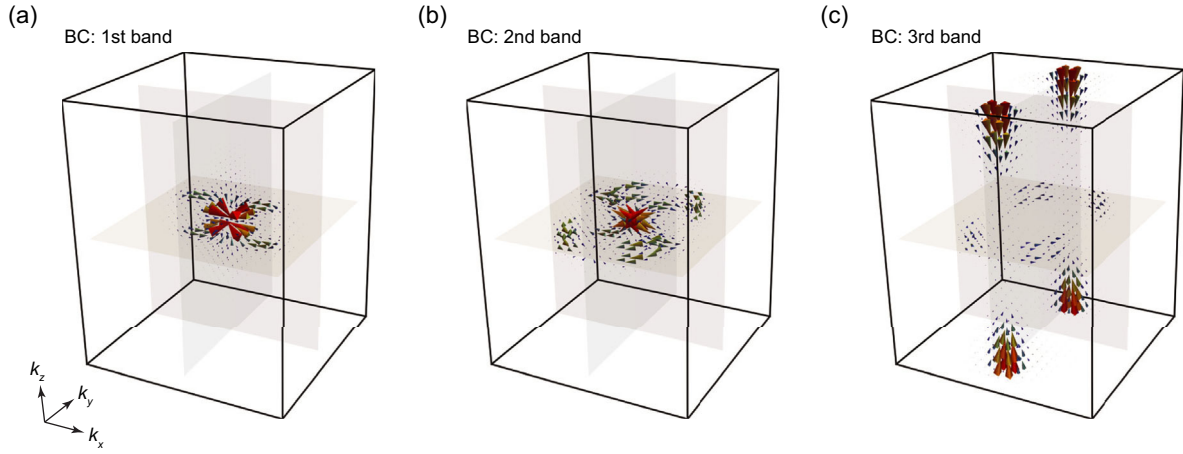 (a)
BC: 1st band
(b)
BC: 2nd band
(c)
BC: 3rd band
k_z
k_y
k_x